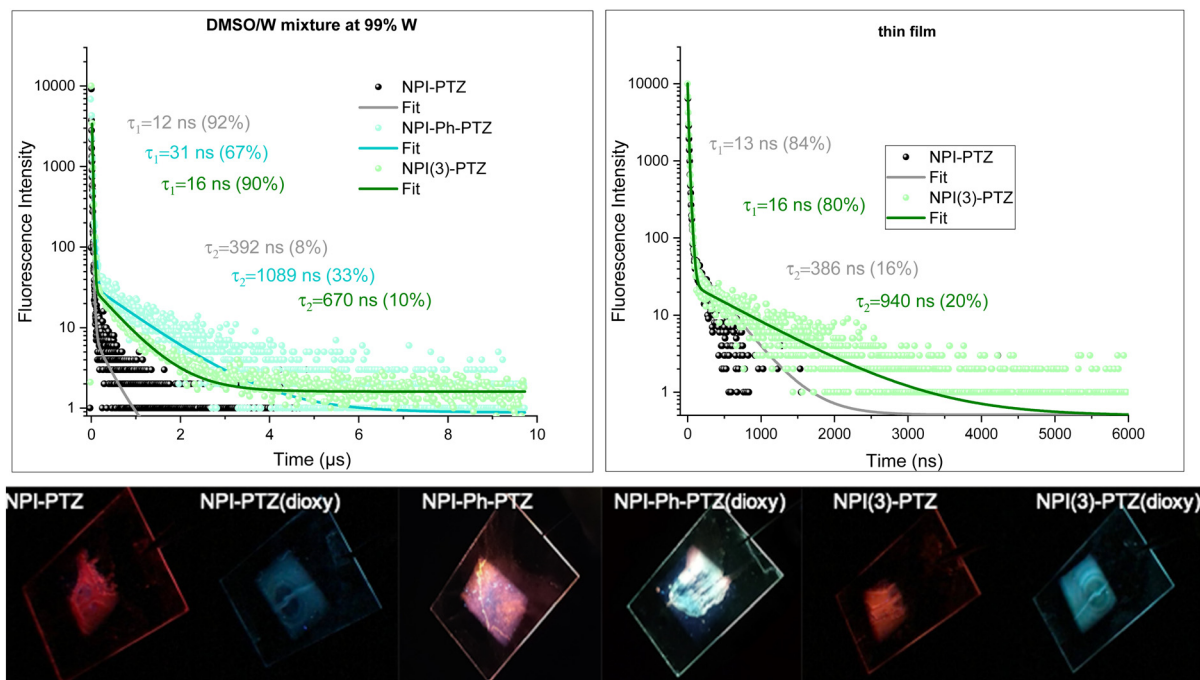 DMSO/W mixture at 99% W
Fluorescence Intensity
10000
1000
100
10
1
0
2
4
6
8
10
Time (µs)
NPI-PTZ
Fit
NPI-Ph-PTZ
Fit
NPI(3)-PTZ
Fit
τ1=12 ns (92%)
τ1=31 ns (67%)
τ1=16 ns (90%)
τ2=392 ns (8%)
τ2=1089 ns (33%)
τ2=670 ns (10%)
thin film
Fluorescence Intensity
10000
1000
100
10
1
0
1000
2000
3000
4000
5000
6000
Time (ns)
τ1=13 ns (84%)
τ1=16 ns (80%)
NPI-PTZ
Fit
NPI(3)-PTZ
Fit
τ2=386 ns (16%)
τ2=940 ns (20%)
NPI-PTZ
NPI-PTZ(dioxy)
NPI-Ph-PTZ
NPI-Ph-PTZ(dioxy)
NPI(3)-PTZ
NPI(3)-PTZ(dioxy)